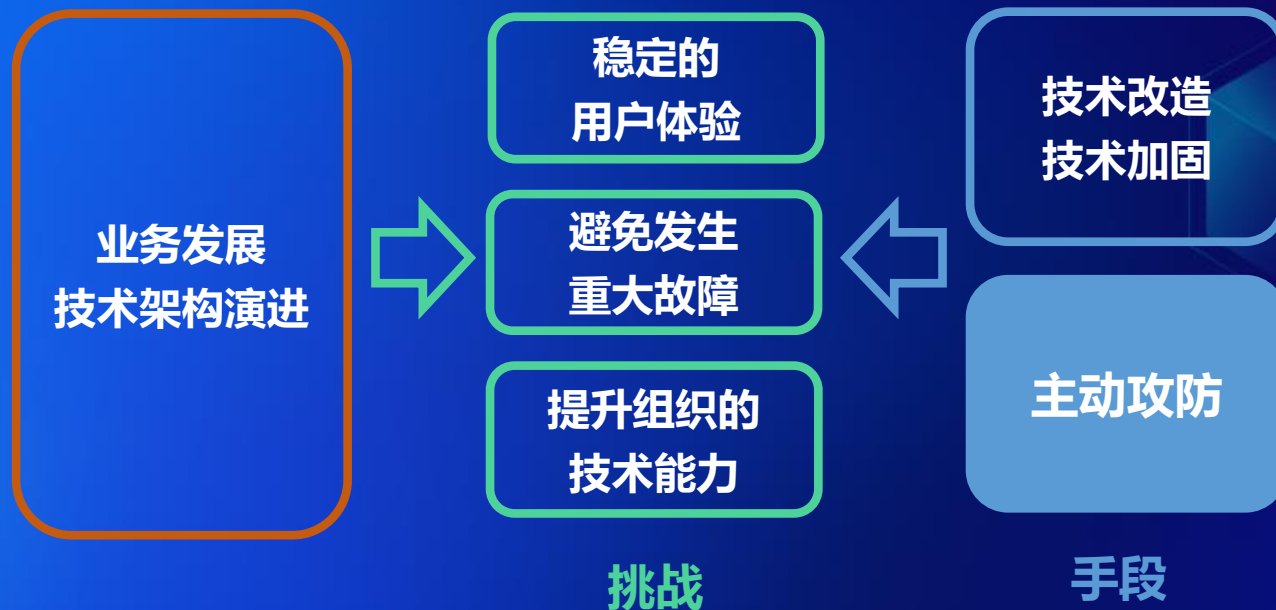 业务发展
技术架构演进
稳定的
用户体验
避免发生
重大故障
提升组织的
技术能力
挑战
技术改造
技术加固
主动攻防
手段